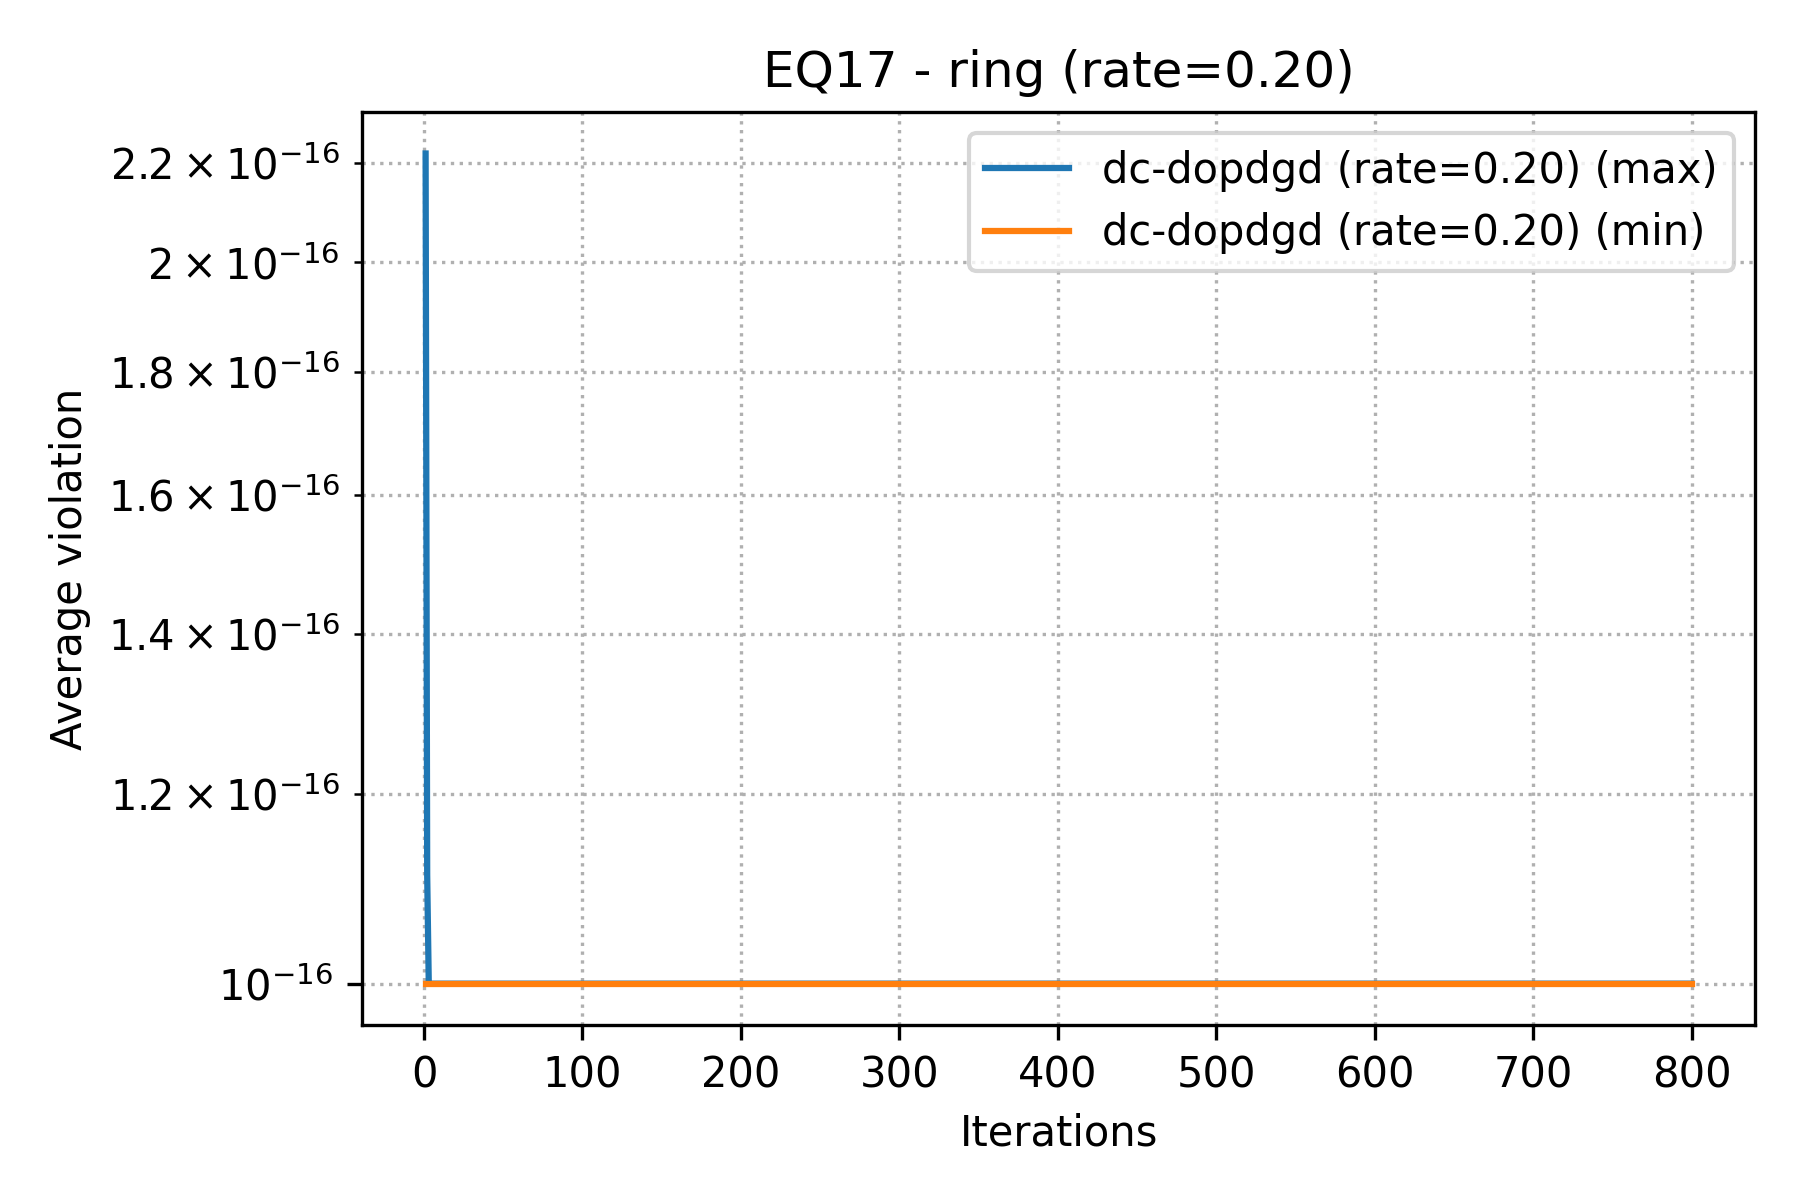 EQ17 - ring (rate=0.20)
dc-dopdgd (rate=0.20) (max)
dc-dopdgd (rate=0.20) (min)
Average violation
2.2 × 10⁻¹⁶
2 × 10⁻¹⁶
1.8 × 10⁻¹⁶
1.6 × 10⁻¹⁶
1.4 × 10⁻¹⁶
1.2 × 10⁻¹⁶
10⁻¹⁶
0 100 200 300 400 500 600 700 800
Iterations